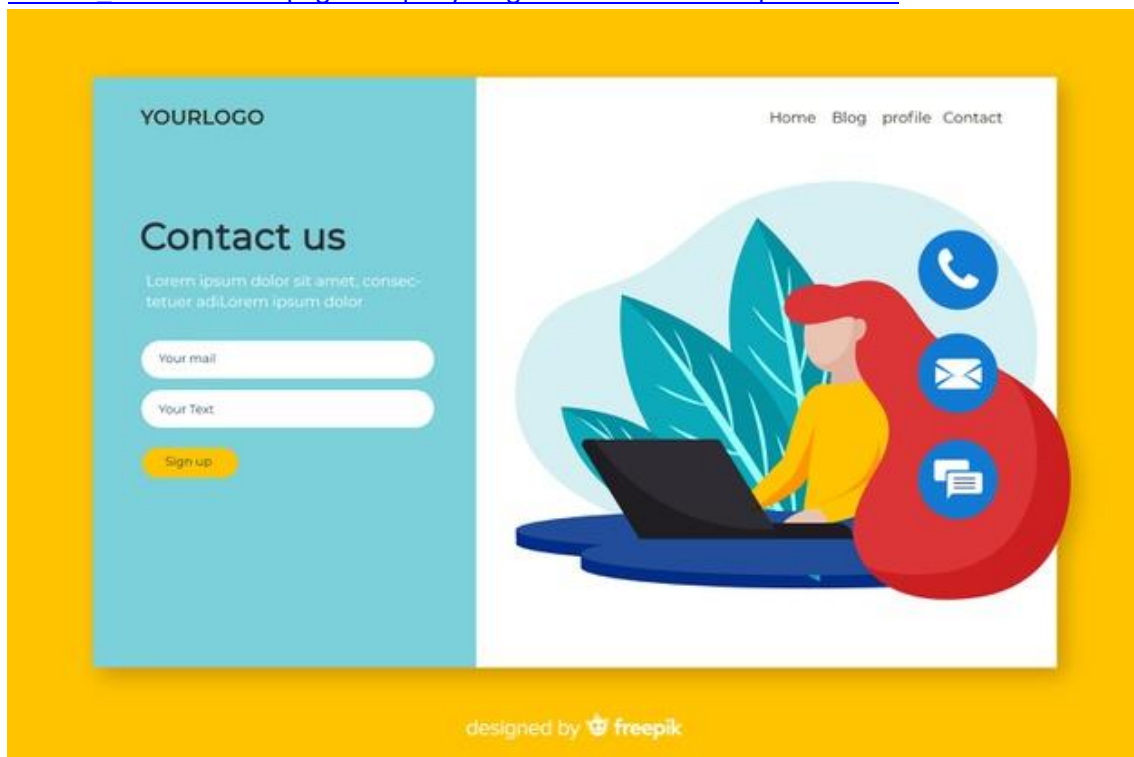 YOURLOGO
Home Blog profile Contact
Contact us
Lorem ipsum dolor sit amet, consec-
tetuer adiLorem ipsum dolor
Your mail
Your Text
Sign up
designed by freepik